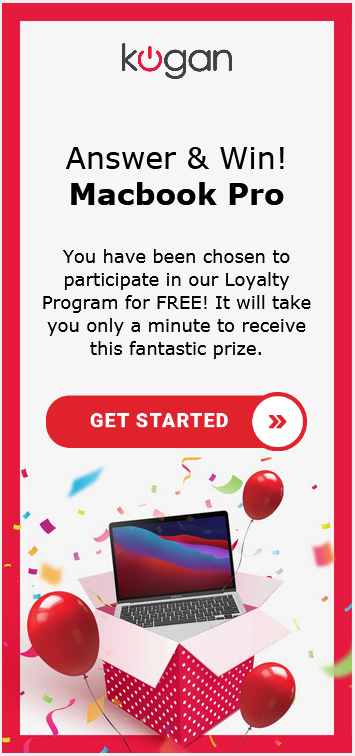 kogan
Answer & Win!
Macbook Pro
You have been chosen to
participate in our Loyalty
Program for FREE! It will take
you only a minute to receive
this fantastic prize.
GET STARTED